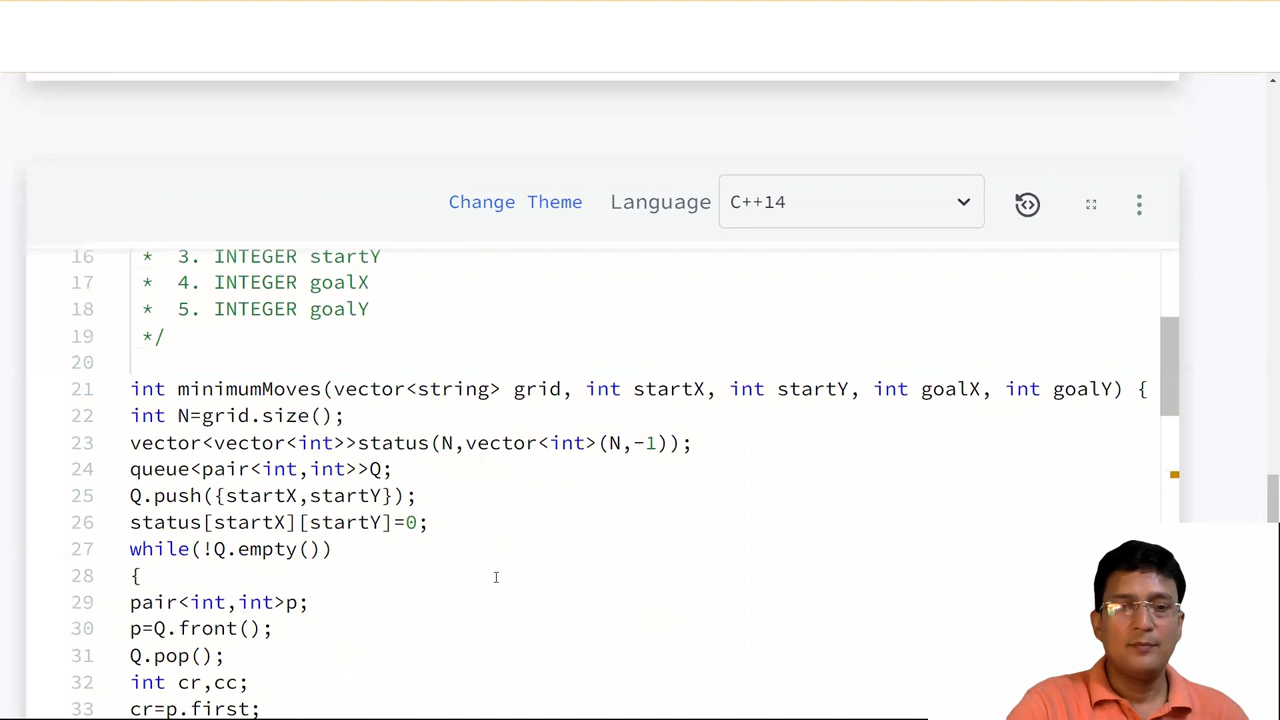 Change Theme Language C++14
16 * 3. INTEGER startY
17 * 4. INTEGER goalX
18 * 5. INTEGER goalY
19 */
20
21 int minimumMoves(vector<string> grid, int startX, int startY, int goalX, int goalY) {
22 int N=grid.size();
23 vector<vector<int>>status(N,vector<int>(N,-1));
24 queue<pair<int,int>>Q;
25 Q.push({startX,startY});
26 status[startX][startY]=0;
27 while(!Q.empty())
28 {
29 pair<int,int>p;
30 p=Q.front();
31 Q.pop();
32 int cr,cc;
33 cr=p.first;